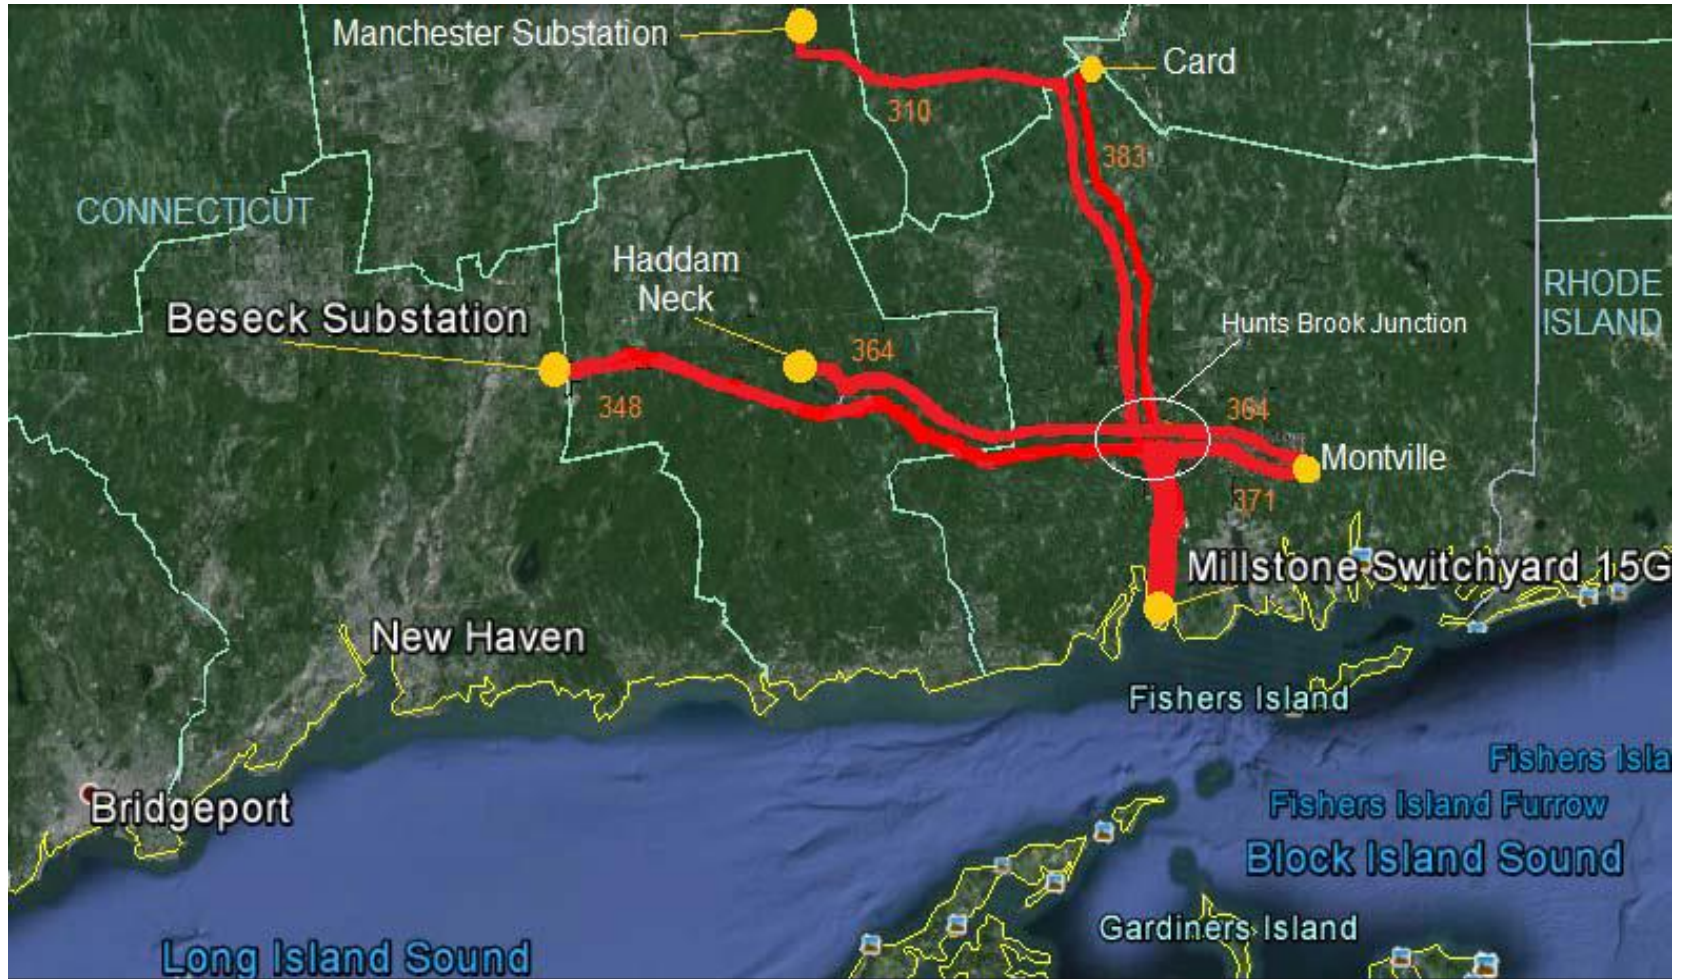 Manchester Substation
Card
310
383
CONNECTICUT
Haddam
Neck
RHODE
ISLAND
Beseck Substation
Hunts Brook Junction
364
348
364
Montville
371
Millstone Switchyard 15G
New Haven
Fishers Island
Fishers Isla
Bridgeport
Fishers Island Furrow
Block Island Sound
Gardiners Island
Long Island Sound